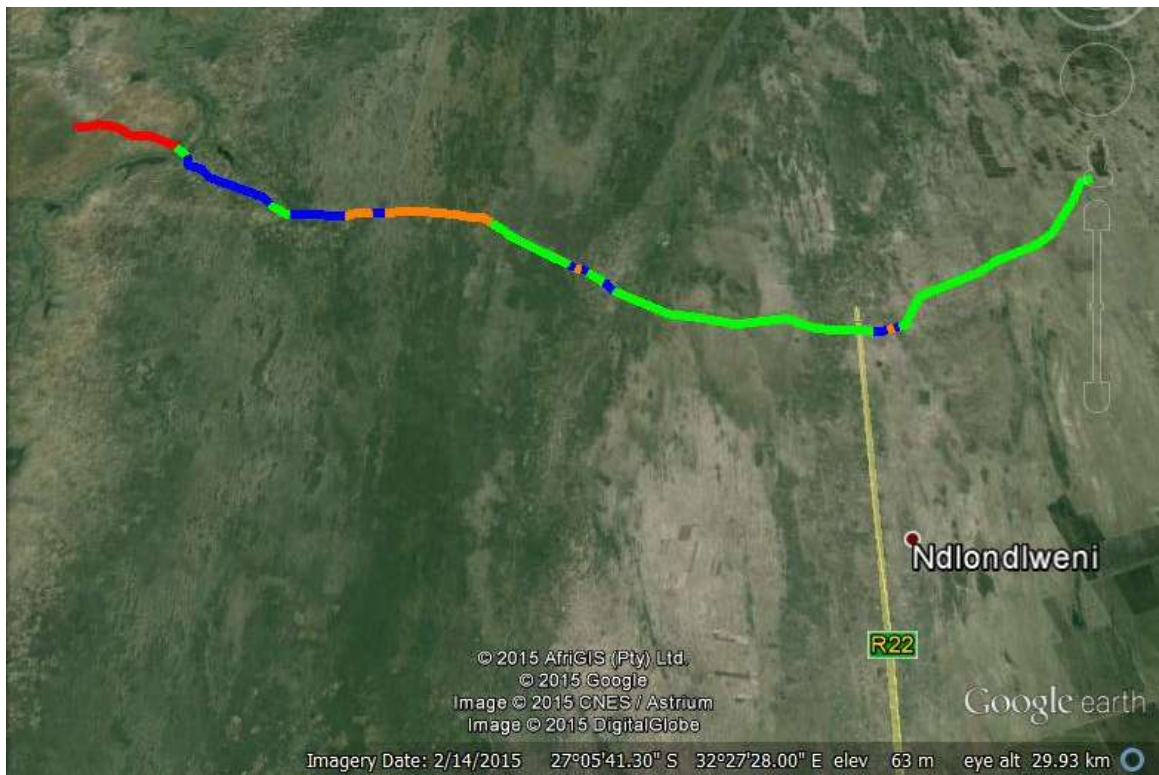 Ndlondlweni
R22
© 2015 AfriGIS (Pty) Ltd.
© 2015 Google
Image © 2015 CNES / Astrium
Image © 2015 DigitalGlobe
Google earth
Imagery Date: 2/14/2015 27°05'41.30" S 32°27'28.00" E elev 63 m eye alt 29.93 km